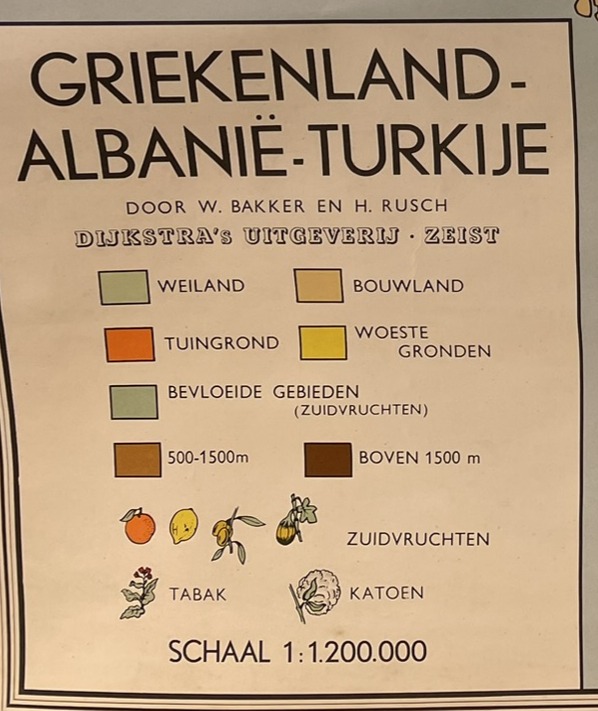 GRIEKENLAND-
ALBANIË-TURKIJE
DOOR W. BAKKER EN H. RUSCH
DIJKSTRA's UITGEVERIJ · ZEIST
WEILAND BOUWLAND
TUINGROND WOESTE
GRONDEN
BEVLOEIDE GEBIEDEN
(ZUIDVRUCHTEN)
500-1500m BOVEN 1500 m
ZUIDVRUCHTEN
TABAK KATOEN
SCHAAL 1:1.200.000